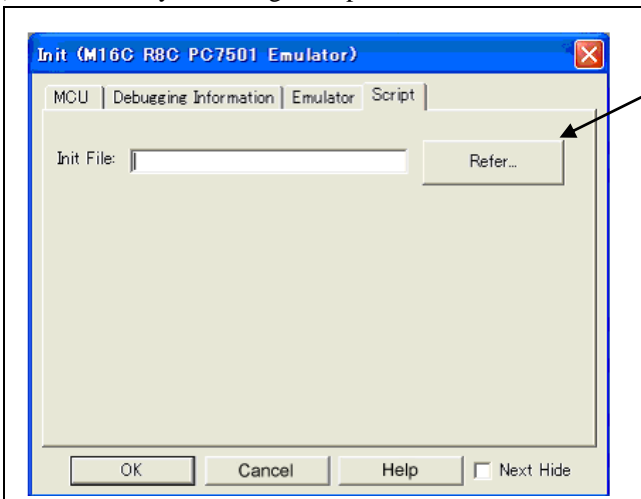 Init (M16C R8C PC7501 Emulator)
MCU Debugging Information Emulator Script
Init File: Refer...
OK Cancel Help Next Hide